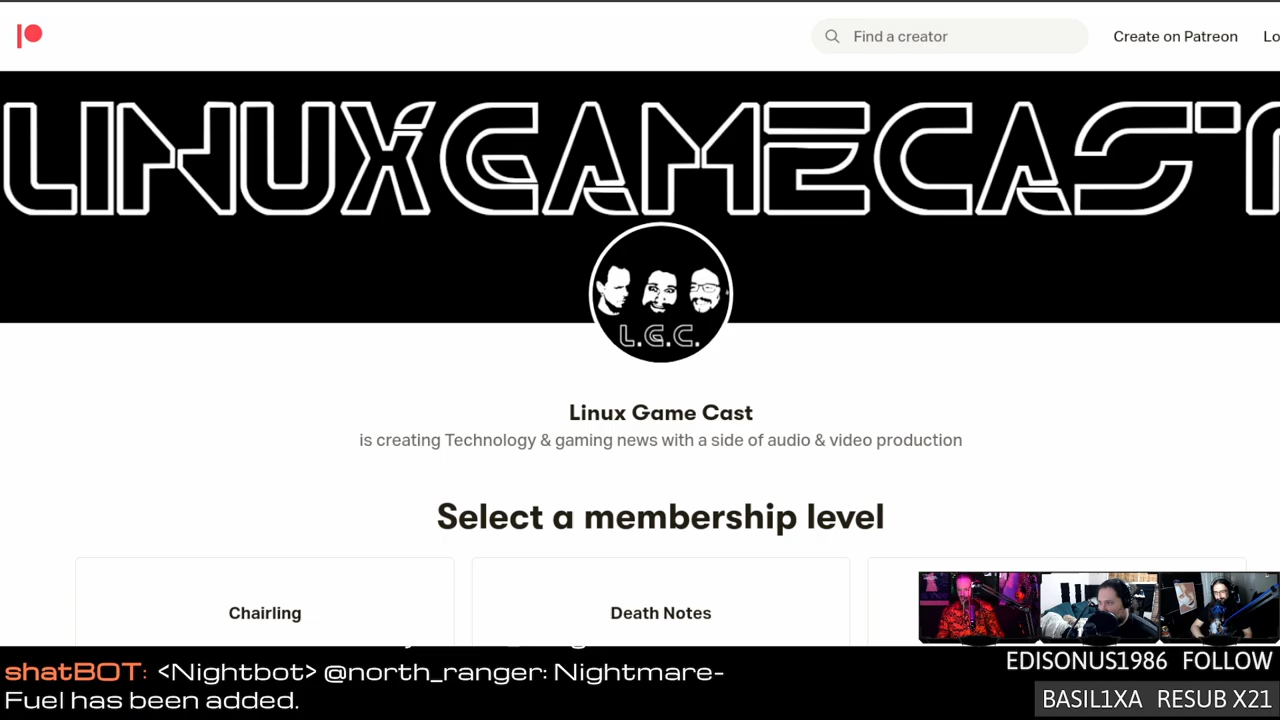 Find a creator
Create on Patreon
Lo
LINUXGAMECAST
L.G.C.
Linux Game Cast
is creating Technology & gaming news with a side of audio & video production
Select a membership level
Chairling
Death Notes
shatBOT: <Nightbot> @north_ranger: Nightmare-
Fuel has been added.
EDISONUS1986 FOLLOW
BASIL1XA RESUB X21